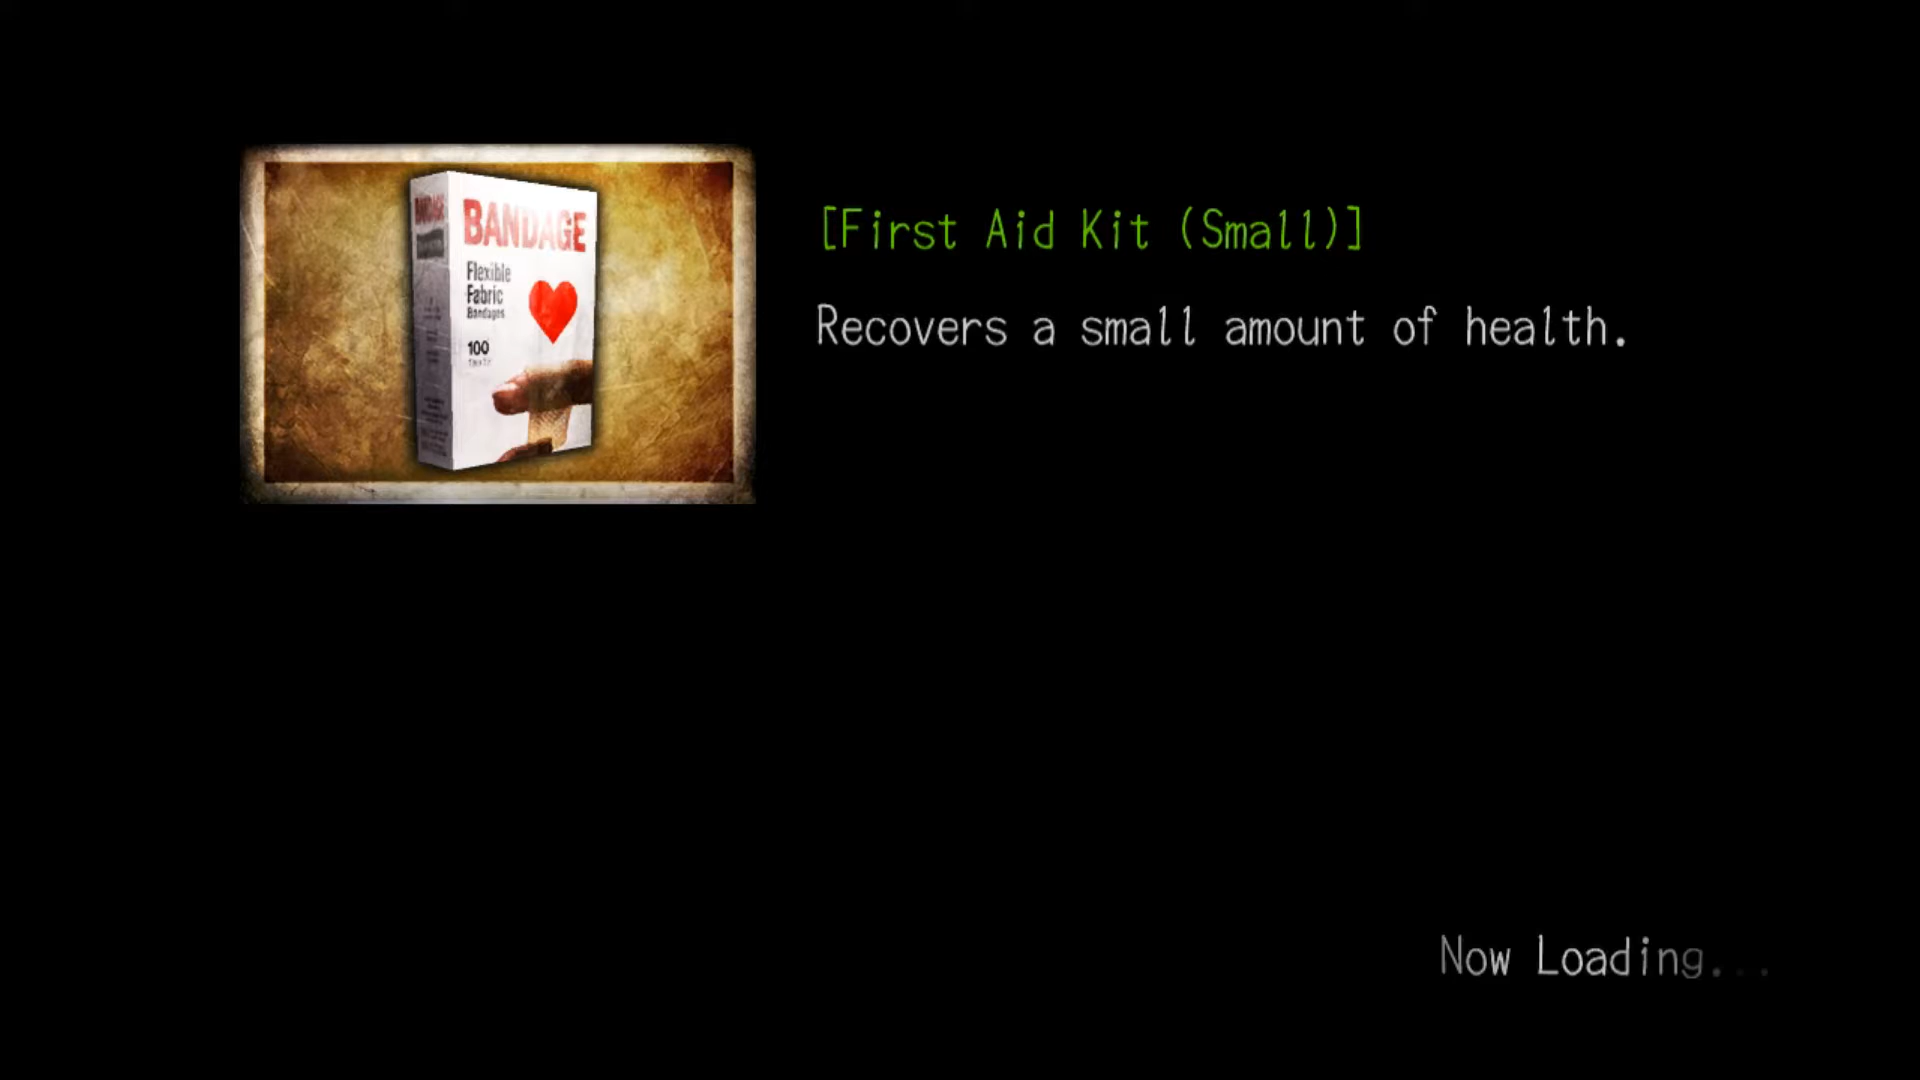 BANDAGE
Flexible
Fabric
Bandages
100
[First Aid Kit (Small)]
Recovers a small amount of health.
Now Loading...